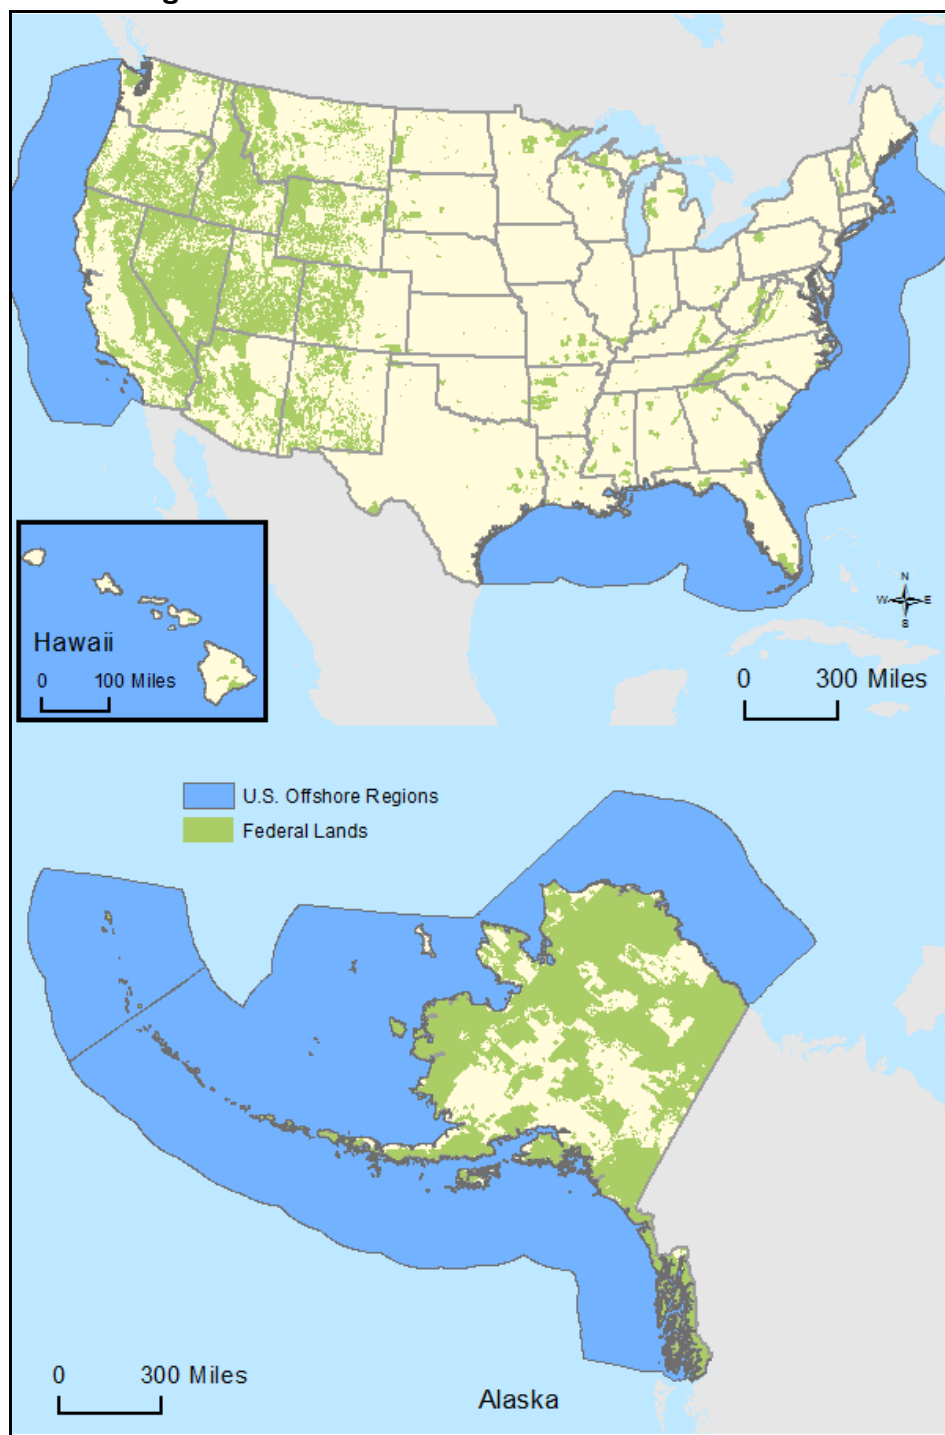 N
W E
S
Hawaii
0 100 Miles
0 300 Miles
U.S. Offshore Regions
Federal Lands
0 300 Miles
Alaska